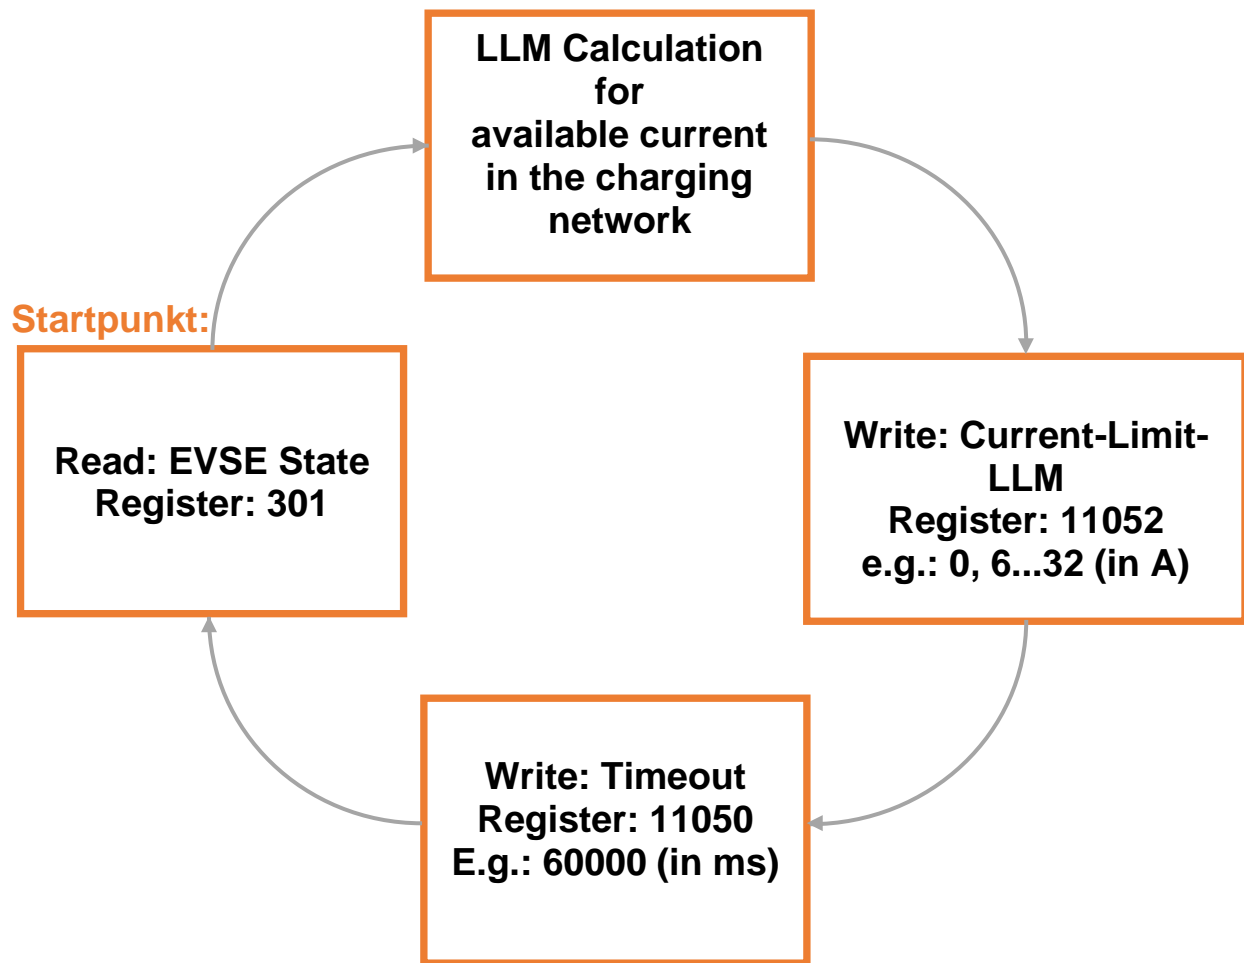 LLM Calculation
for
available current
in the charging
network
Startpunkt:
Read: EVSE State
Register: 301
Write: Current-Limit-
LLM
Register: 11052
e.g.: 0, 6...32 (in A)
Write: Timeout
Register: 11050
E.g.: 60000 (in ms)